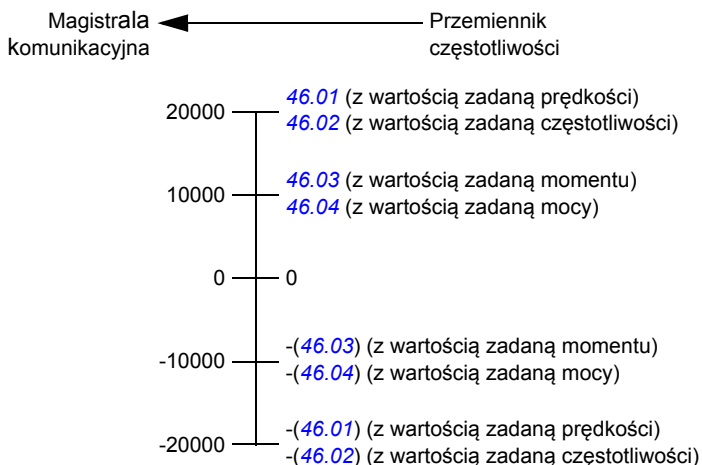 Magistrala komunikacyjna
Przemiennik częstotliwości
20000
46.01 (z wartością zadaną prędkości)
46.02 (z wartością zadaną częstotliwości)
10000
46.03 (z wartością zadaną momentu)
46.04 (z wartością zadaną mocy)
0
0
-10000
-(46.03) (z wartością zadaną momentu)
-(46.04) (z wartością zadaną mocy)
-20000
-(46.01) (z wartością zadaną prędkości)
-(46.02) (z wartością zadaną częstotliwości)